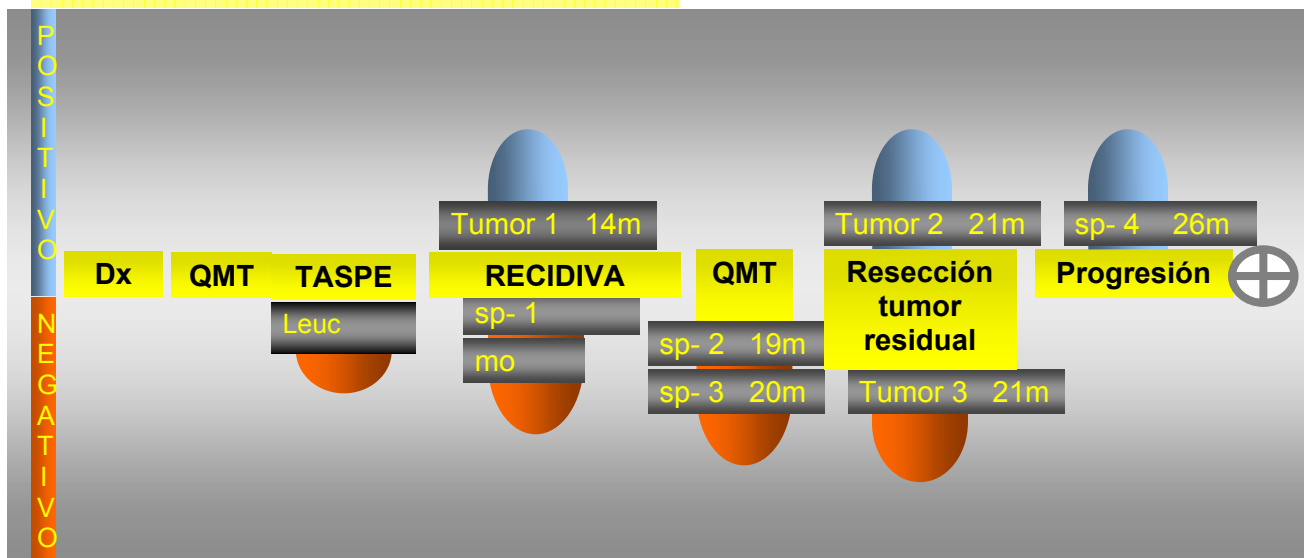 POSITIVO
NEGATIVO
Tumor 1 14m
Tumor 2 21m
sp- 4 26m
Dx
QMT
TASPE
RECIDIVA
QMT
Resección
tumor
residual
Progresión
Leuc
sp- 1
mo
sp- 2 19m
sp- 3 20m
Tumor 3 21m